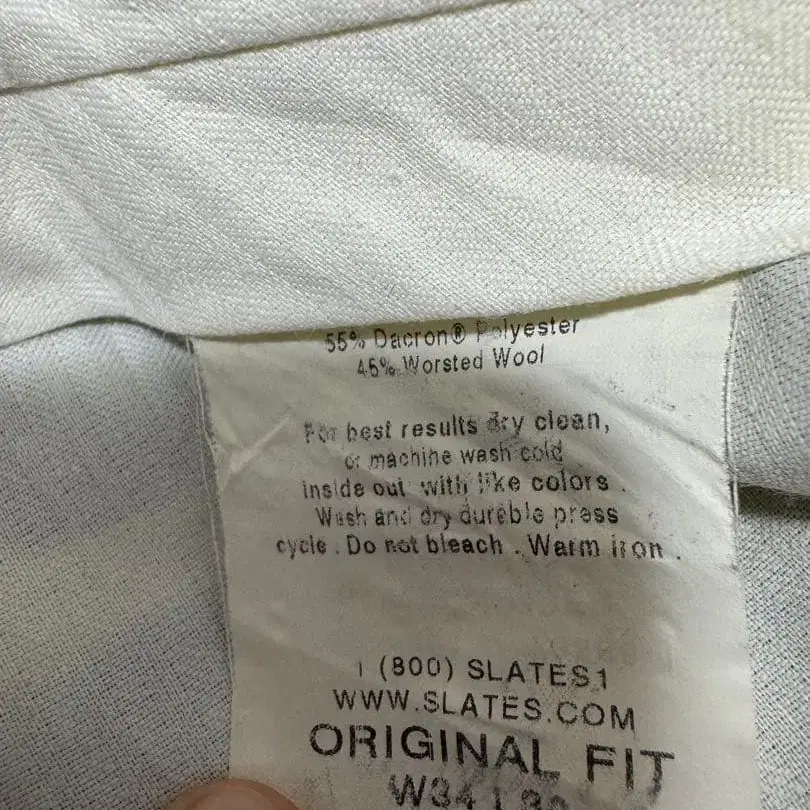 55% Dacron® Polyester
45% Worsted Wool
For best results dry clean,
or machine wash cold
inside out with like colors .
Wash and dry durable press
cycle . Do not bleach . Warm iron .
1 (800) SLATES1
WWW.SLATES.COM
ORIGINAL FIT
W34